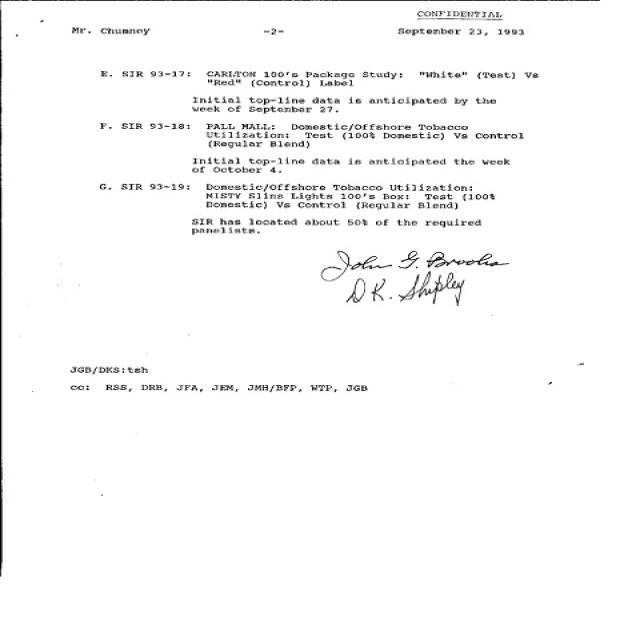 CONFIDENTIAL
Mr. Chumney -2- September 23, 1993
E. SIR 93-17: CARLTON 100's Package Study: "White" (Test) Vs
"Red" (Control) Label
Initial top-line data is anticipated by the
week of September 27.
F. SIR 93-18: PALL MALL: Domestic/Offshore Tobacco
Utilization: Test (100% Domestic) Vs Control
(Regular Blend)
Initial top-line data is anticipated the week
of October 4.
G. SIR 93-19: Domestic/Offshore Tobacco Utilization:
MISTY Slims Lights 100's Box: Test (100%
Domestic) Vs Control (Regular Blend)
SIR has located about 50% of the required
panelists.
John G. Brooks
D K. Shipley
JGB/DKS:tsh
cc: RSS, DRB, JFA, JEM, JMH/BFP, WTP, JGB